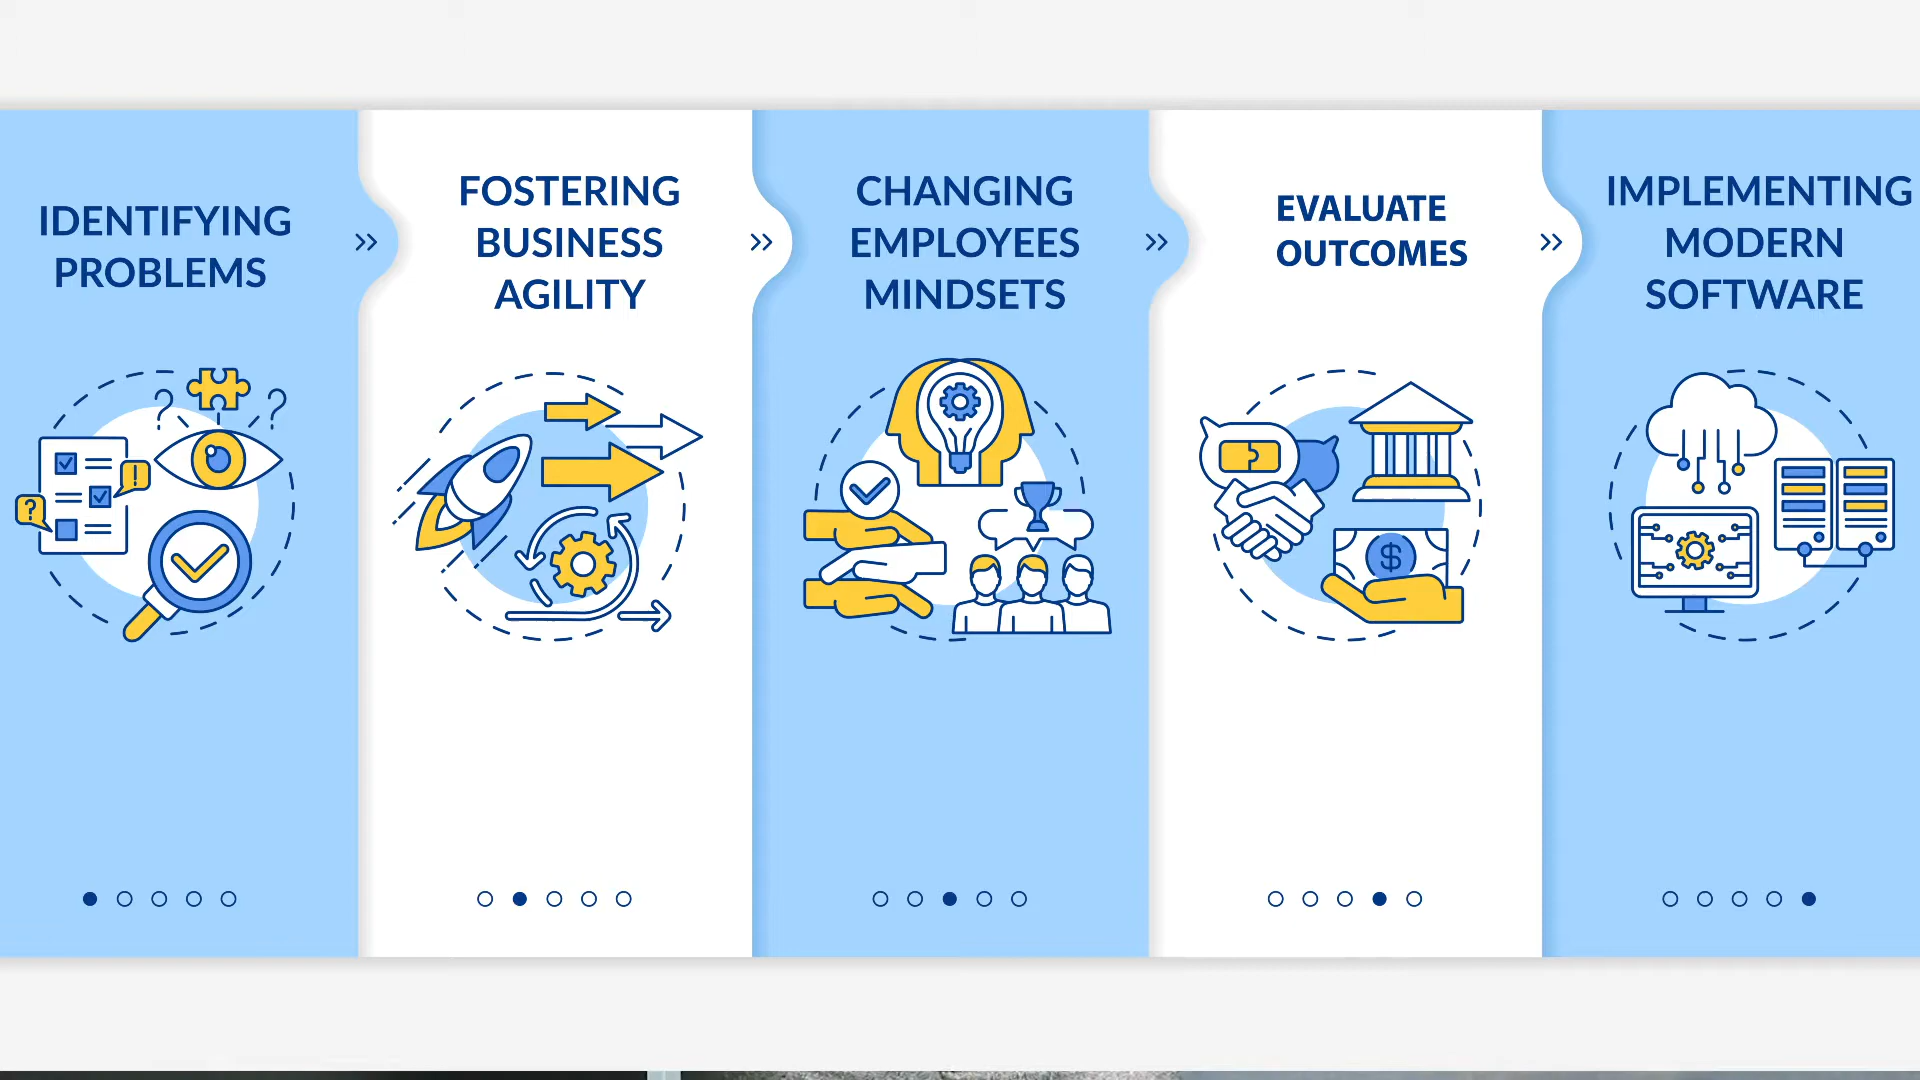 IDENTIFYING
PROBLEMS
FOSTERING
BUSINESS
AGILITY
CHANGING
EMPLOYEES
MINDSETS
EVALUATE
OUTCOMES
IMPLEMENTING
MODERN
SOFTWARE
? ?
!
?
$